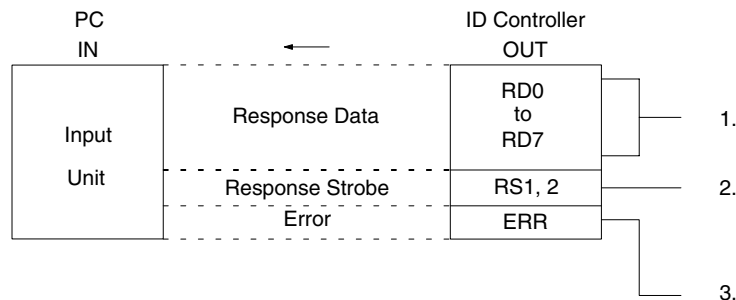 PC
ID Controller
IN
OUT
Input
Unit
Response Data
RD0
to
RD7
1.
Response Strobe
RS1, 2
2.
Error
ERR
3.